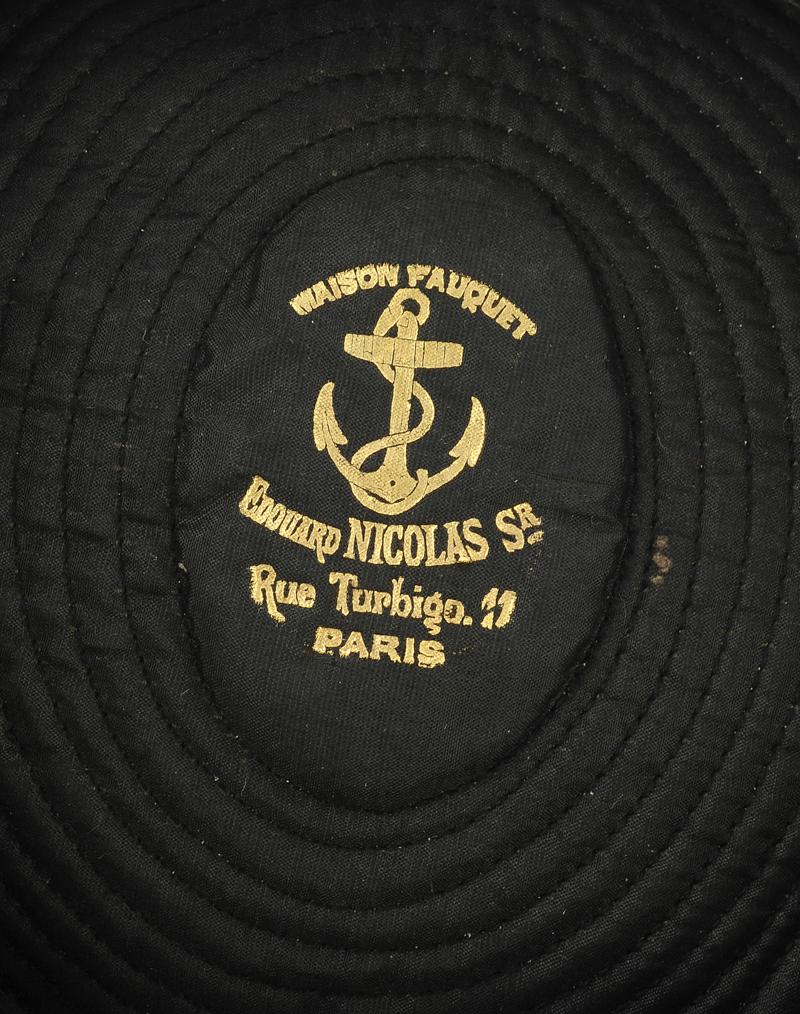 MAISON FAUQUET
EDOUARD NICOLAS SR
Rue Turbigo. 11
PARIS